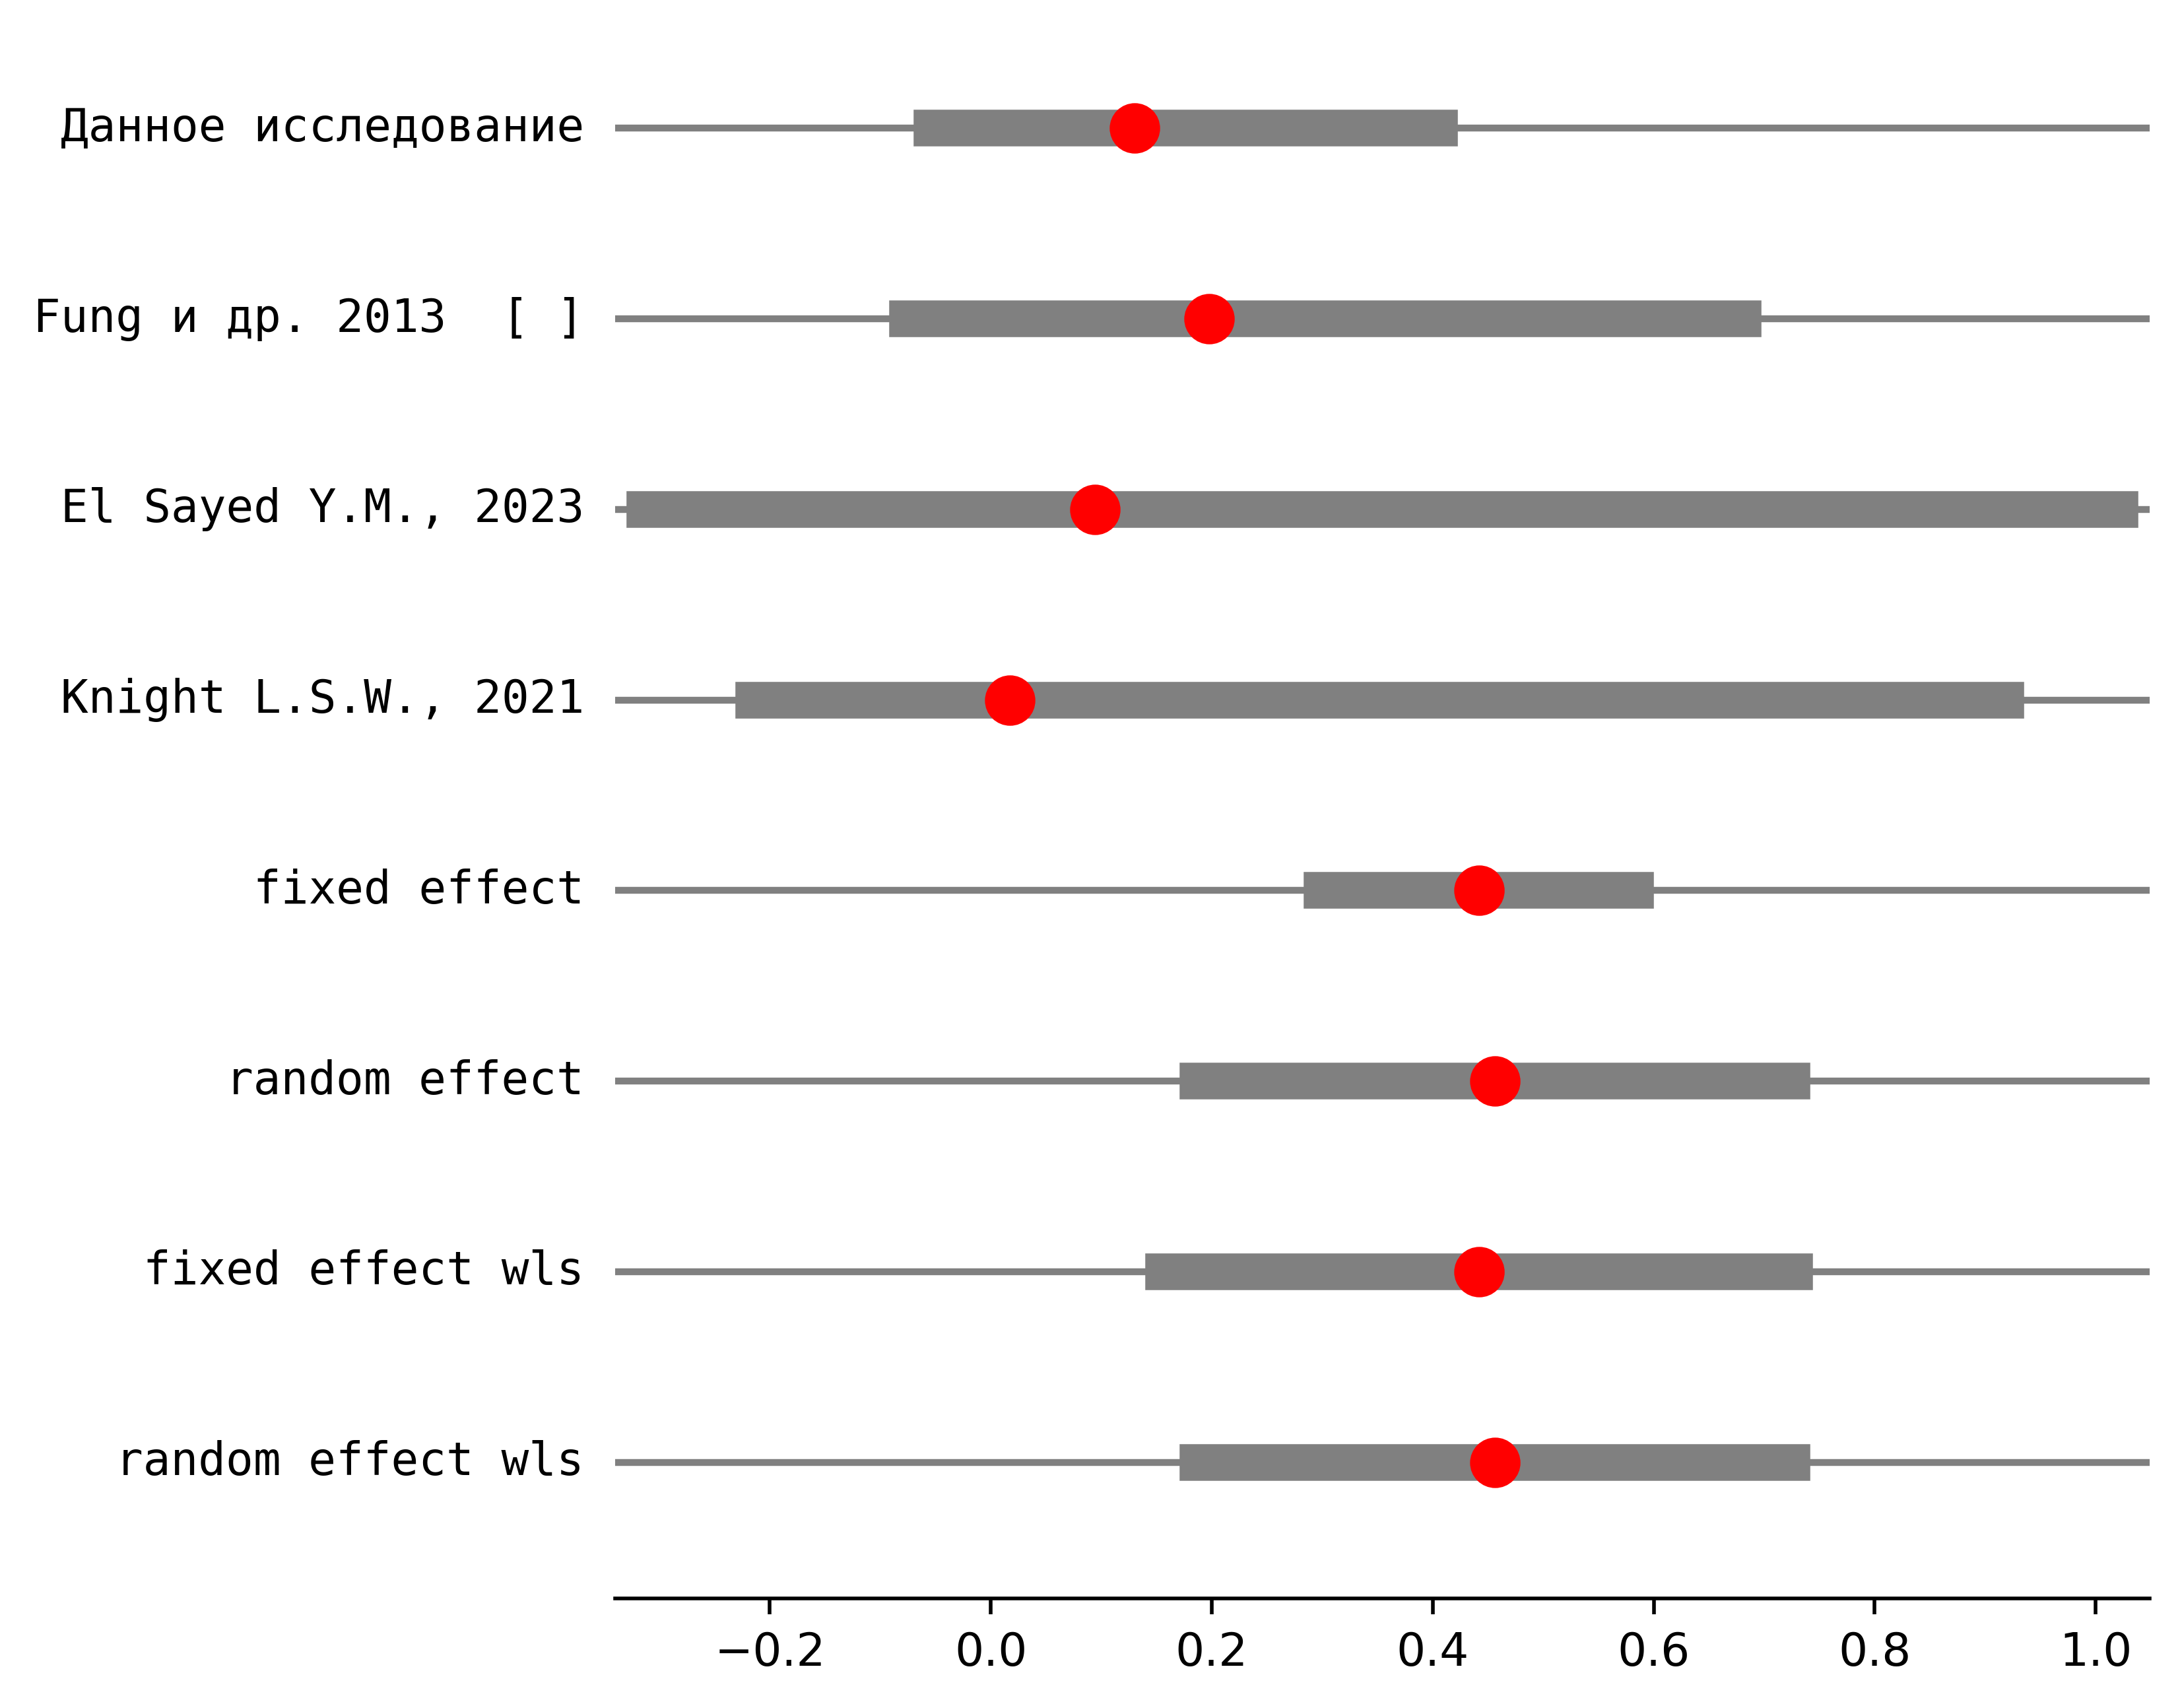 Данное исследование
Fung и др. 2013  [ ]
El Sayed Y.M., 2023
Knight L.S.W., 2021
fixed effect
random effect
fixed effect wls
random effect wls
−0.2 0.0 0.2 0.4 0.6 0.8 1.0